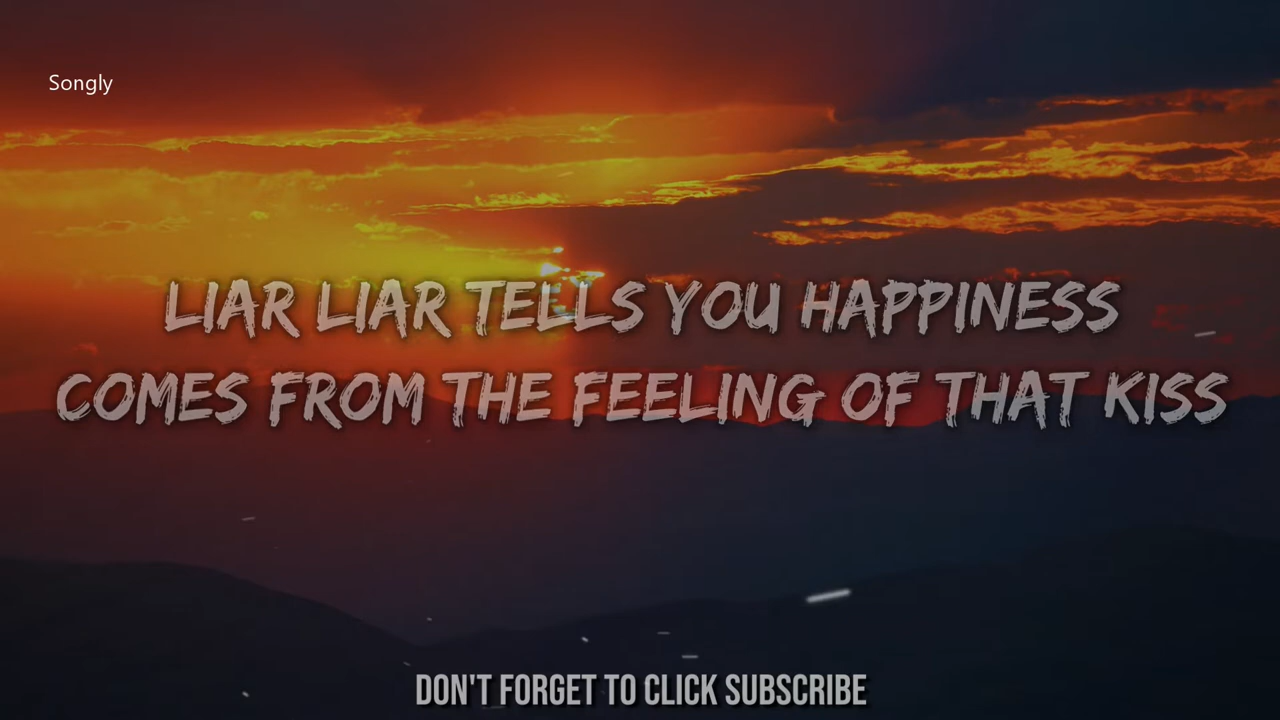 Songly
LIAR LIAR TELLS YOU HAPPINESS
COMES FROM THE FEELING OF THAT KISS
DON'T FORGET TO CLICK SUBSCRIBE